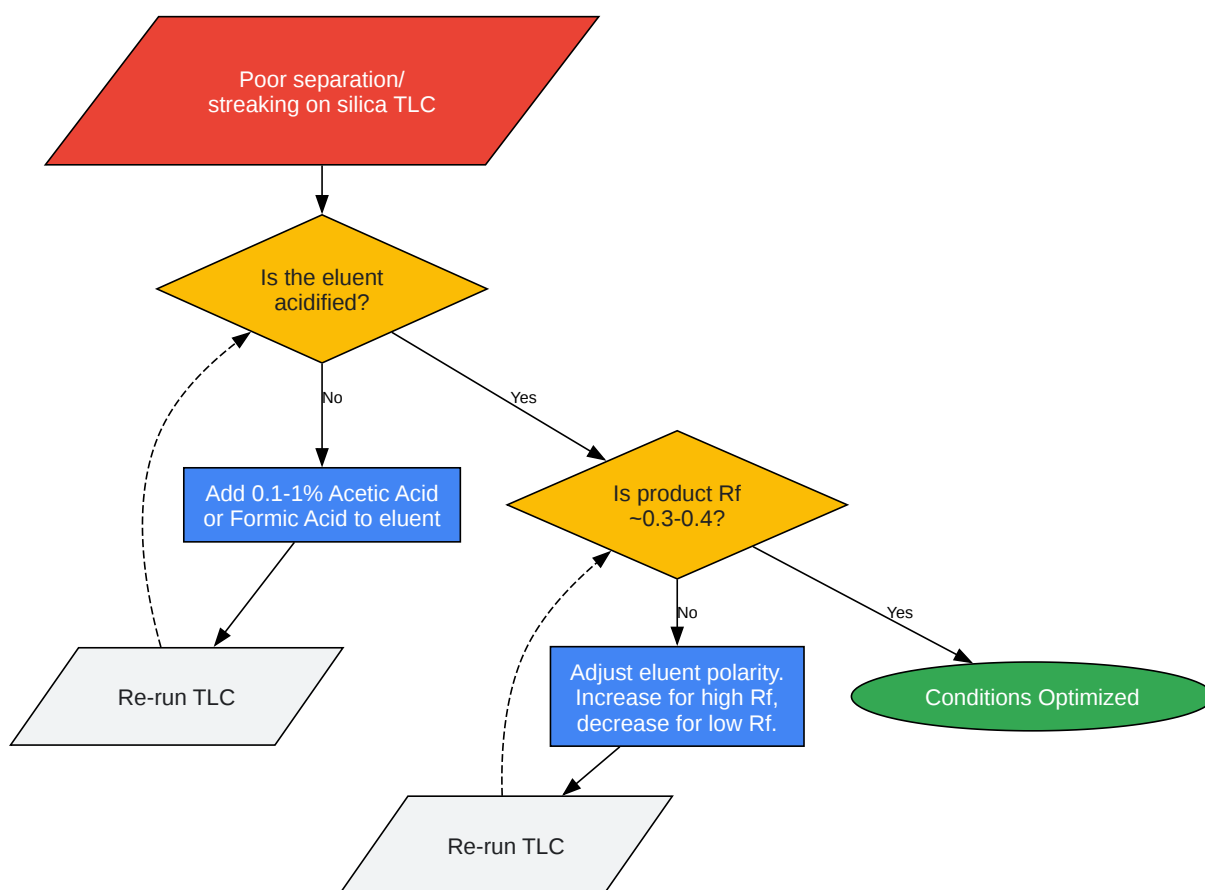 Poor separation/
streaking on silica TLC
Is the eluent
acidified?
No
Yes
Add 0.1-1% Acetic Acid
or Formic Acid to eluent
Re-run TLC
Is product Rf
~0.3-0.4?
No
Yes
Adjust eluent polarity.
Increase for high Rf,
decrease for low Rf.
Conditions Optimized
Re-run TLC